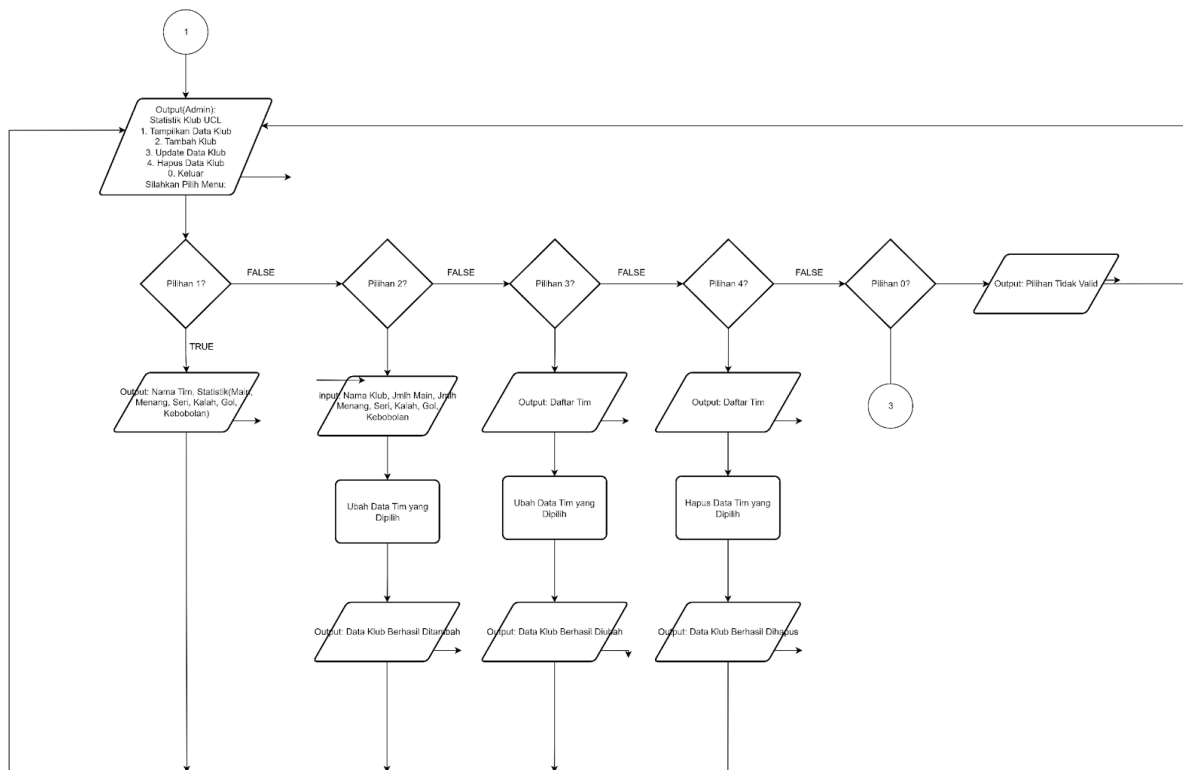 1
Output(Admin):
Statistik Klub UCL
1. Tampilkan Data Klub
2. Tambah Klub
3. Update Data Klub
4. Hapus Data Klub
0. Keluar
Silahkan Pilih Menu:
Pilihan 1?
FALSE
Pilihan 2?
FALSE
Pilihan 3?
FALSE
Pilihan 4?
FALSE
Pilihan 0?
Output: Pilihan Tidak Valid
TRUE
Output: Nama Tim, Statistik(Main,
Menang, Seri, Kalah, Gol,
Kebobolan)
Input: Nama Klub, Jmlh Main, Jmlh
Menang, Seri, Kalah, Gol,
Kebobolan
Output: Daftar Tim
Output: Daftar Tim
3
Ubah Data Tim yang
Dipilih
Ubah Data Tim yang
Dipilih
Hapus Data Tim yang
Dipilih
Output: Data Klub Berhasil Ditambah
Output: Data Klub Berhasil Diubah
Output: Data Klub Berhasil Dihapus